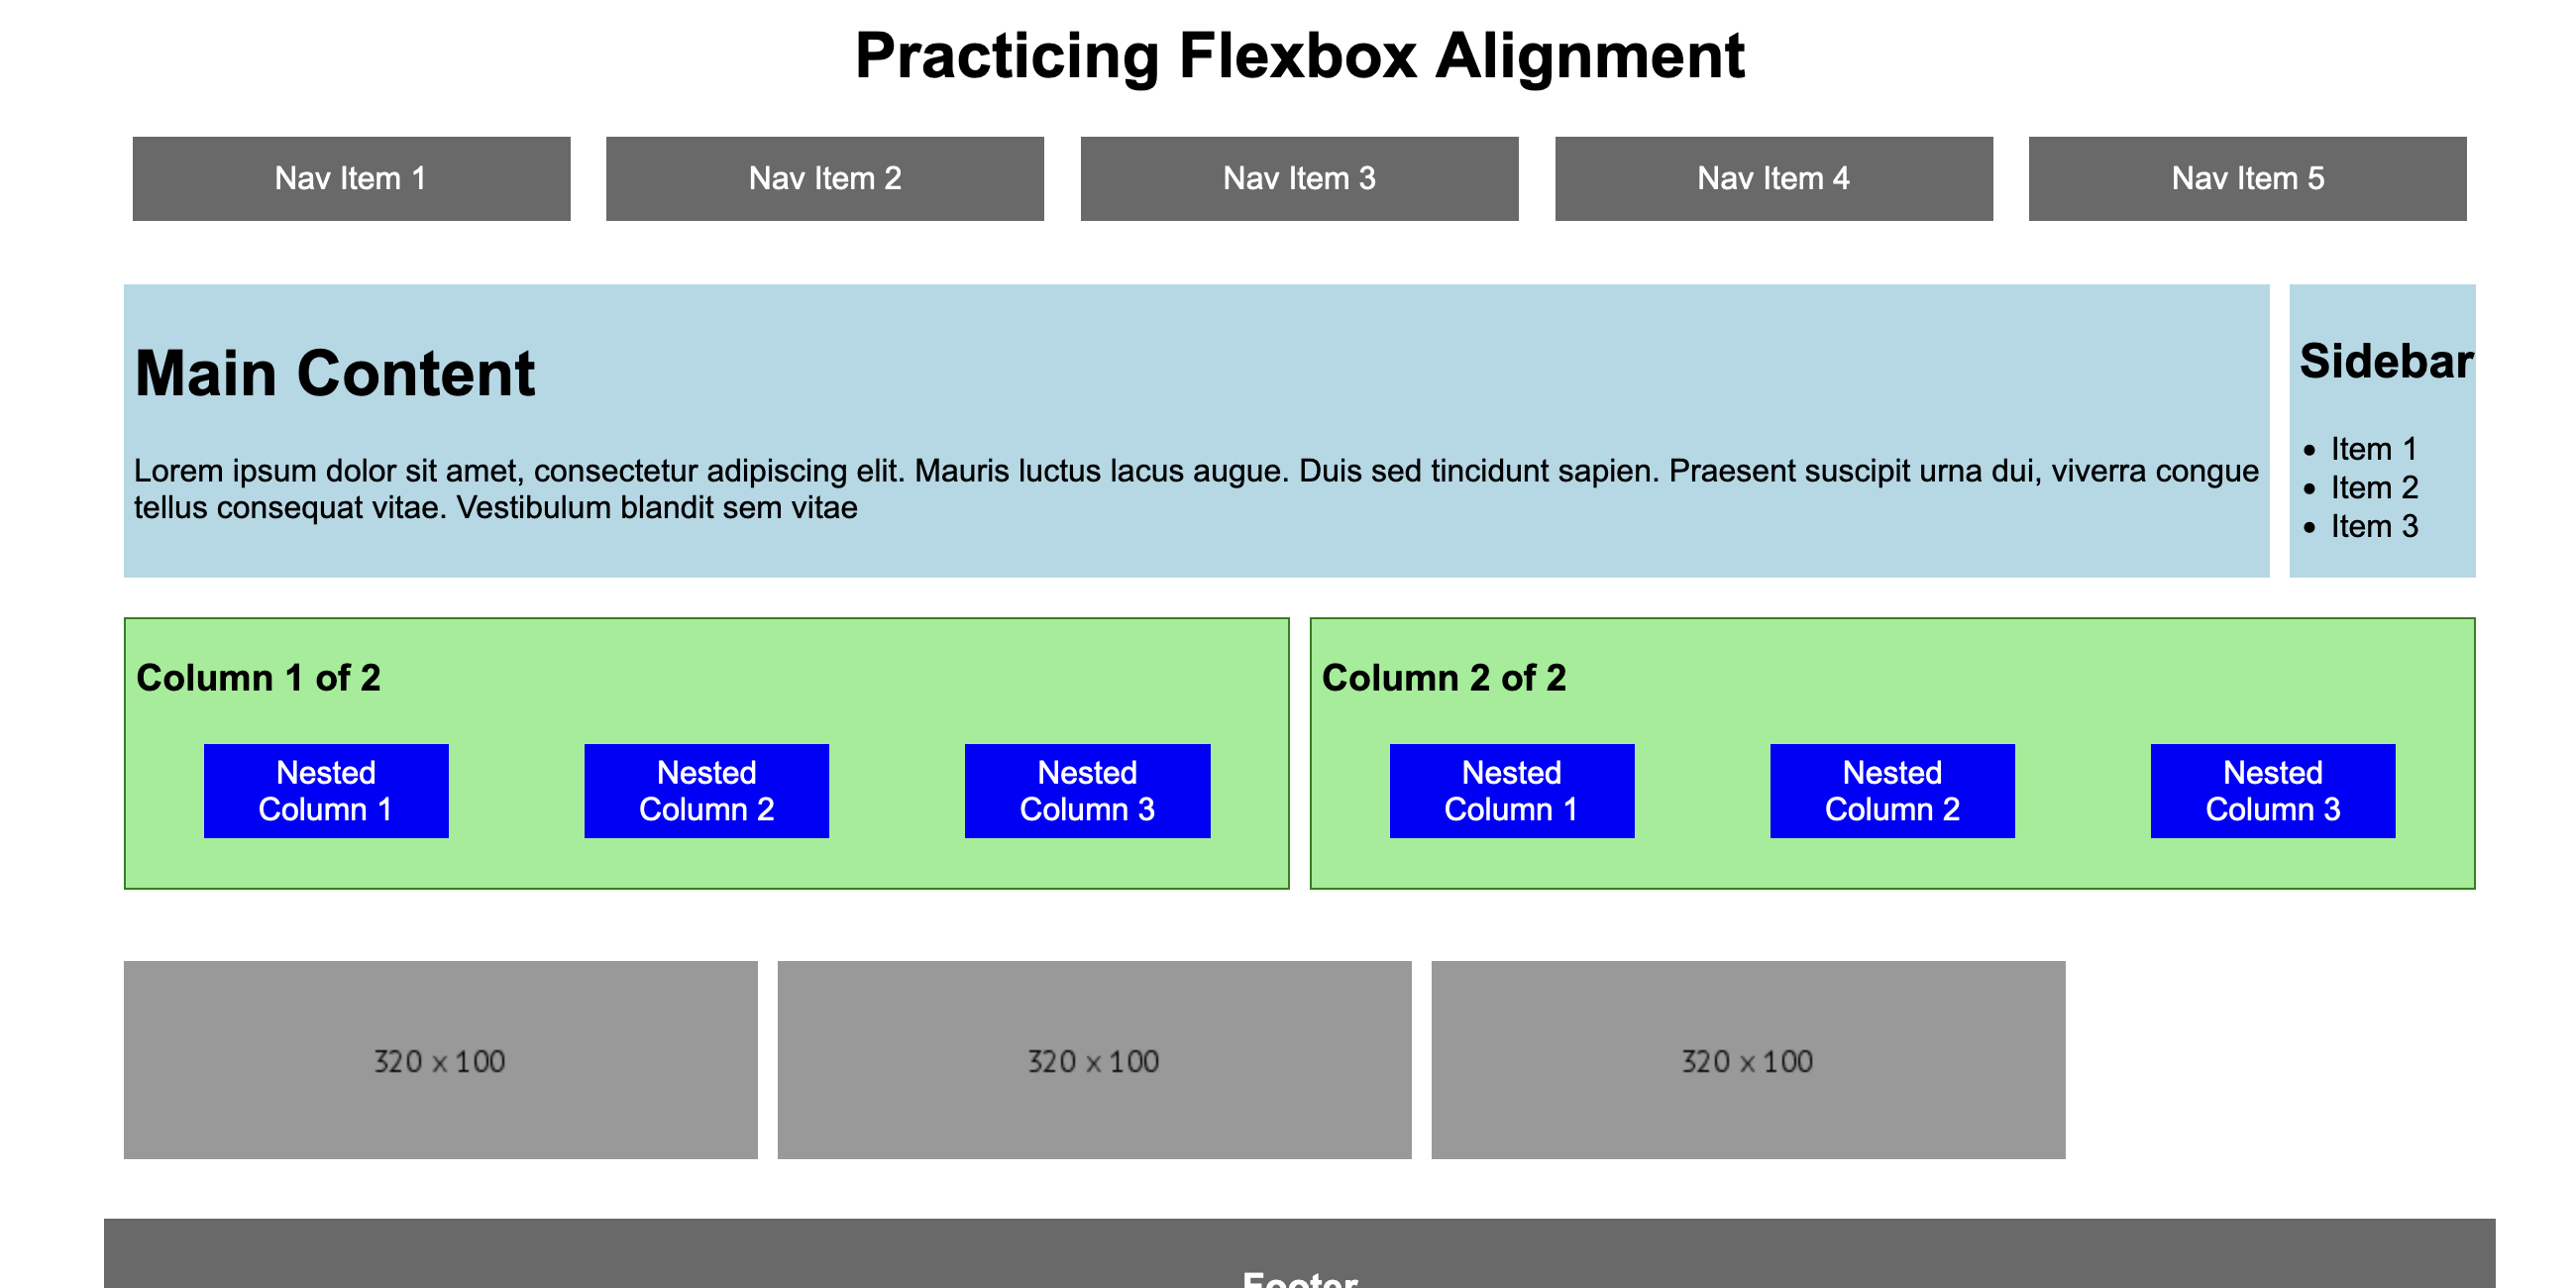 Practicing Flexbox Alignment
Nav Item 1
Nav Item 2
Nav Item 3
Nav Item 4
Nav Item 5
Main Content
Lorem ipsum dolor sit amet, consectetur adipiscing elit. Mauris luctus lacus augue. Duis sed tincidunt sapien. Praesent suscipit urna dui, viverra congue
tellus consequat vitae. Vestibulum blandit sem vitae
Sidebar
Item 1
Item 2
Item 3
Column 1 of 2
Nested
Column 1
Nested
Column 2
Nested
Column 3
Column 2 of 2
Nested
Column 1
Nested
Column 2
Nested
Column 3
320 x 100
320 x 100
320 x 100
Footer